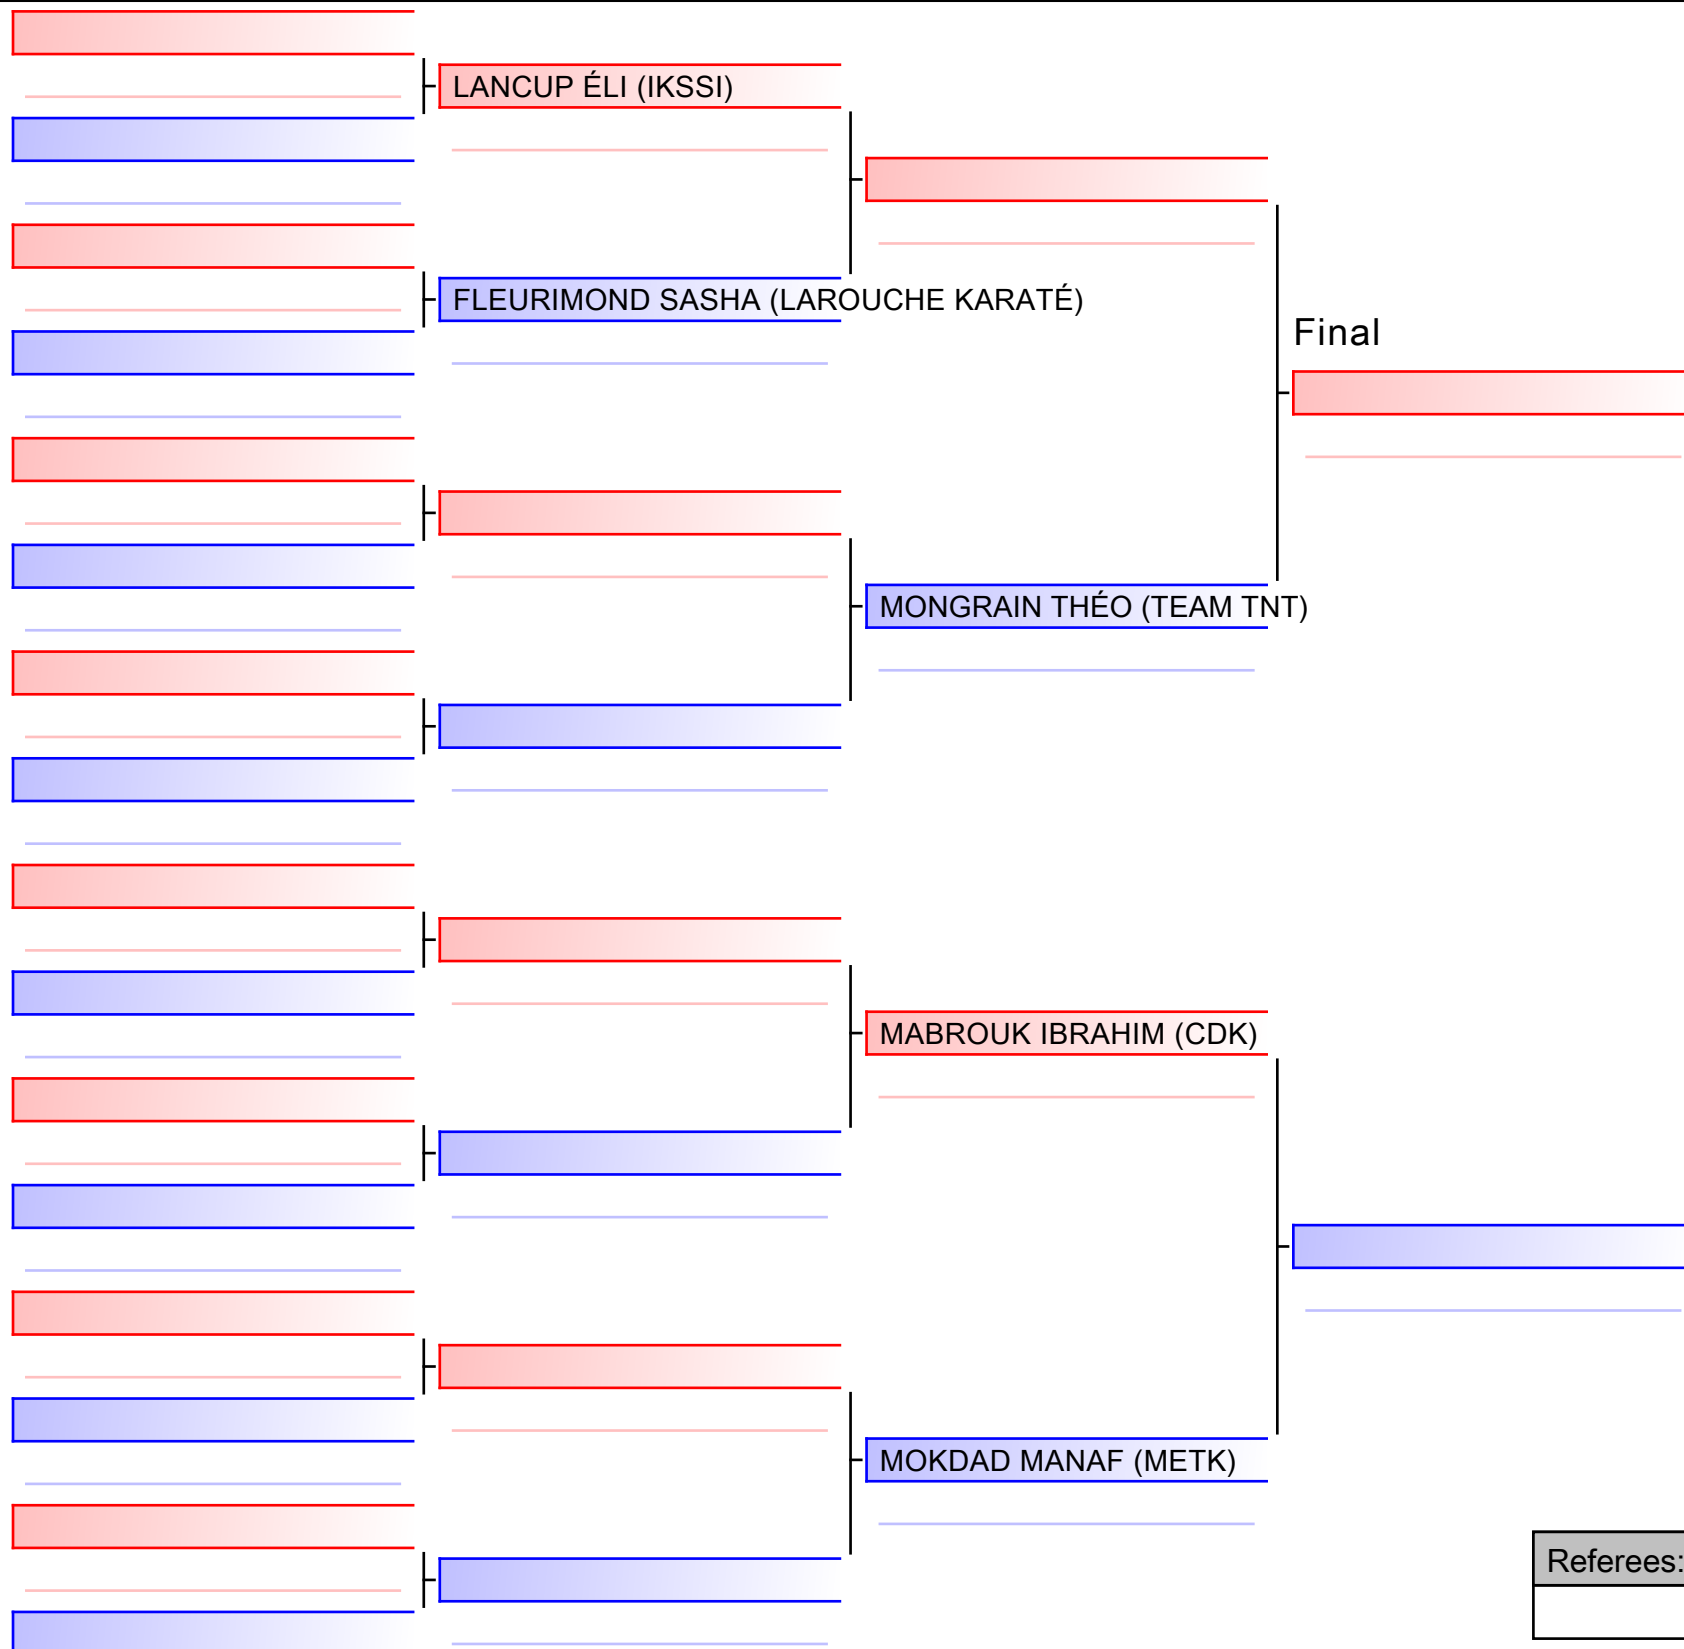 LANCUP ÉLI (IKSSI)
FLEURIMOND SASHA (LAROUCHE KARATÉ)
Final
MONGRAIN THÉO (TEAM TNT)
MABROUK IBRAHIM (CDK)
MOKDAD MANAF (METK)
Referees: